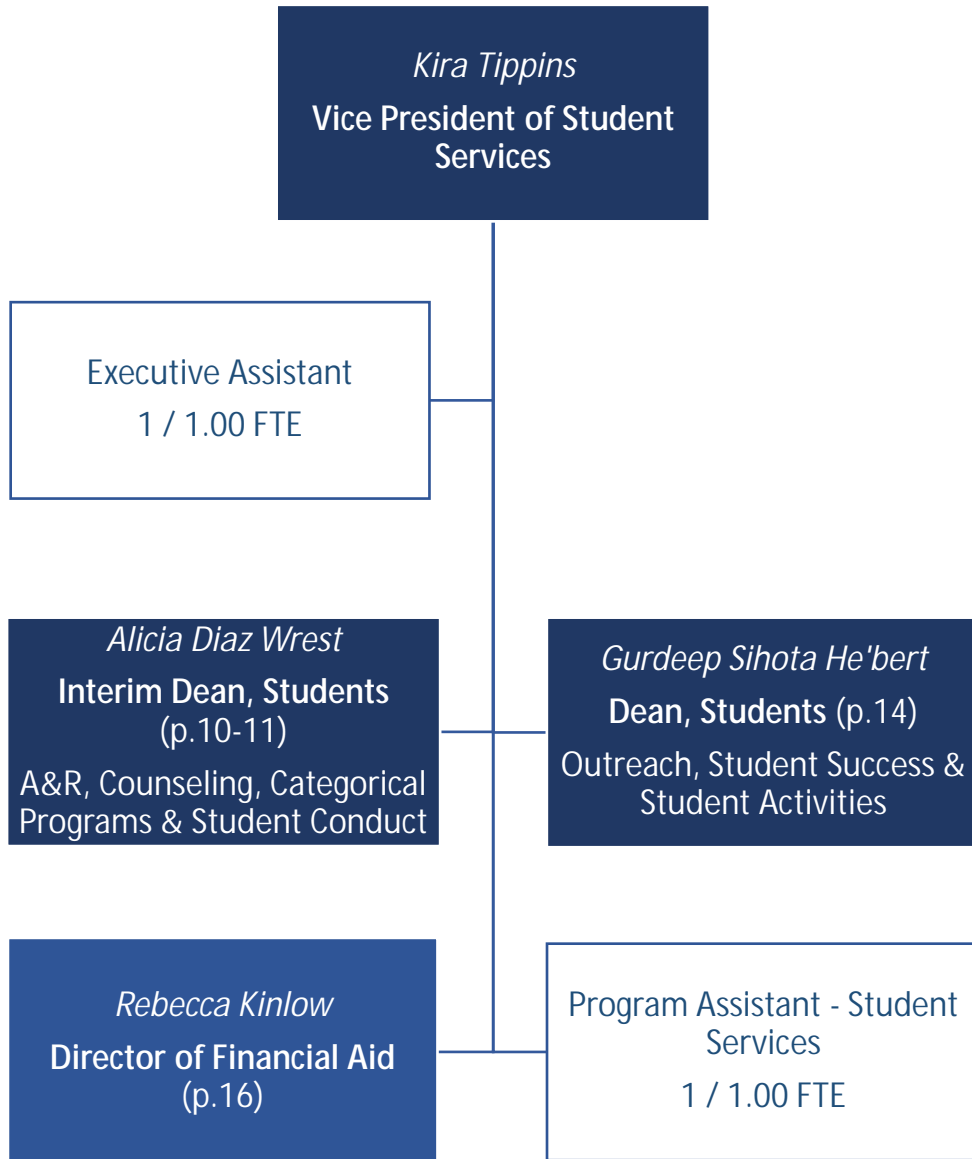 Kira Tippins
Vice President of Student
Services
Executive Assistant
1 / 1.00 FTE
Alicia Diaz Wrest
Interim Dean, Students
(p.10-11)
A&R, Counseling, Categorical
Programs & Student Conduct
Gurdeep Sihota He'bert
Dean, Students (p.14)
Outreach, Student Success &
Student Activities
Rebecca Kinlow
Director of Financial Aid
(p.16)
Program Assistant - Student
Services
1 / 1.00 FTE